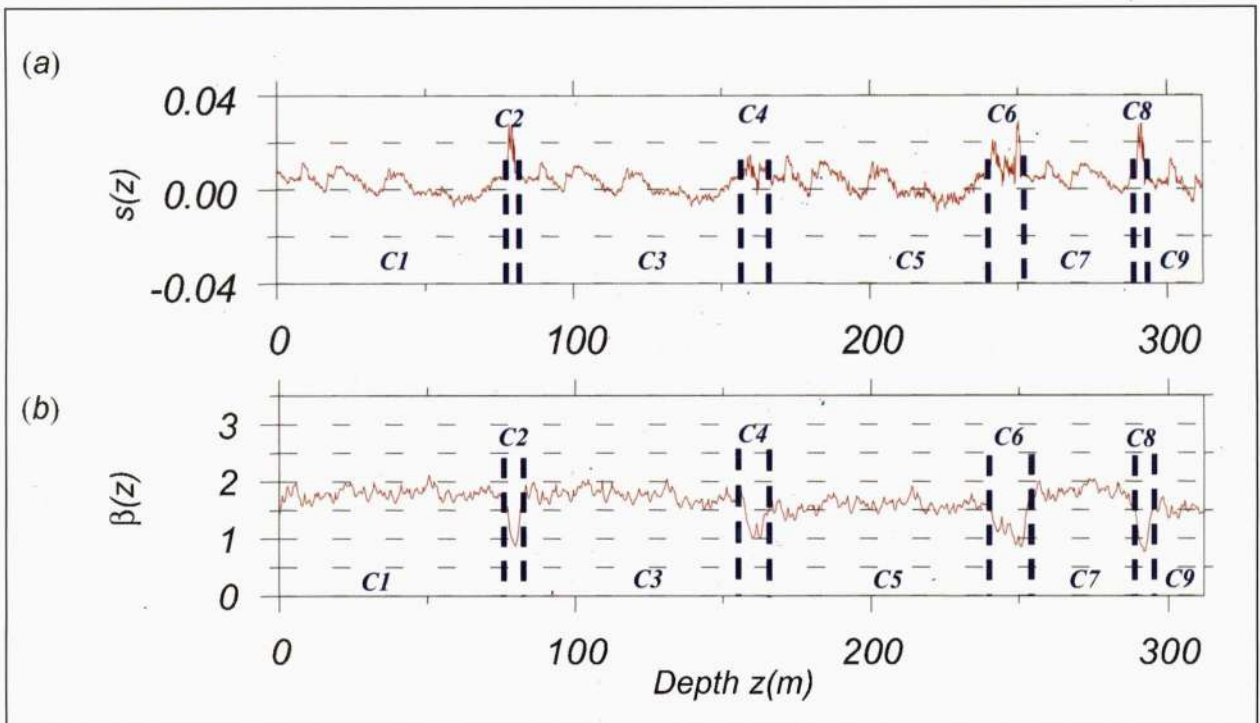 (a)
0.04
0.00
-0.04
s(z)
C2 C4 C6 C8
C1 C3 C5 C7 C9
0 100 200 300
(b)
3
2
1
0
β(z)
C2 C4 C6 C8
C1 C3 C5 C7 C9
0 100 200 300
Depth z(m)